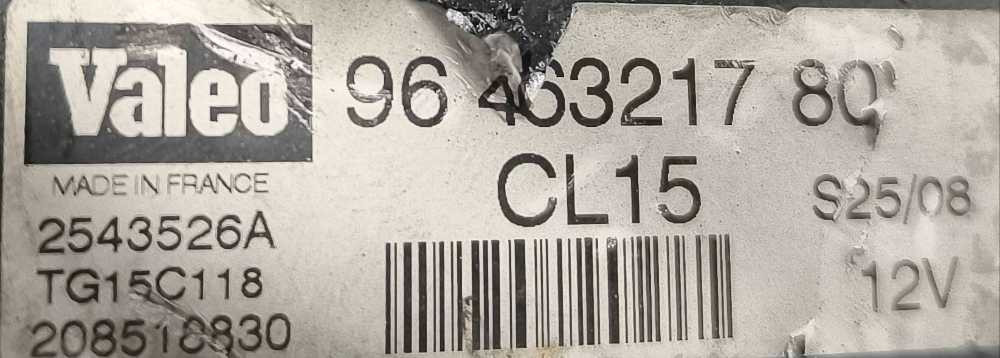 Valeo
96 463217 80
CL15
MADE IN FRANCE
2543526A
TG15C118
208518830
S25/08
12V